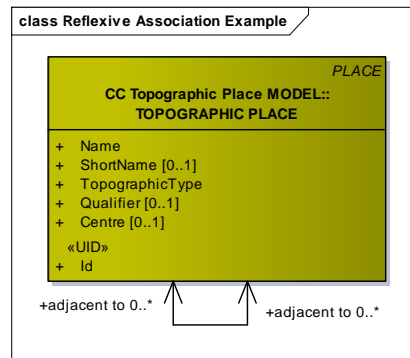 class Reflexive Association Example
PLACE
CC Topographic Place MODEL::
TOPOGRAPHIC PLACE
+ Name
+ ShortName [0..1]
+ TopographicType
+ Qualifier [0..1]
+ Centre [0..1]
«UID»
+ Id
+adjacent to 0..*
+adjacent to 0..*